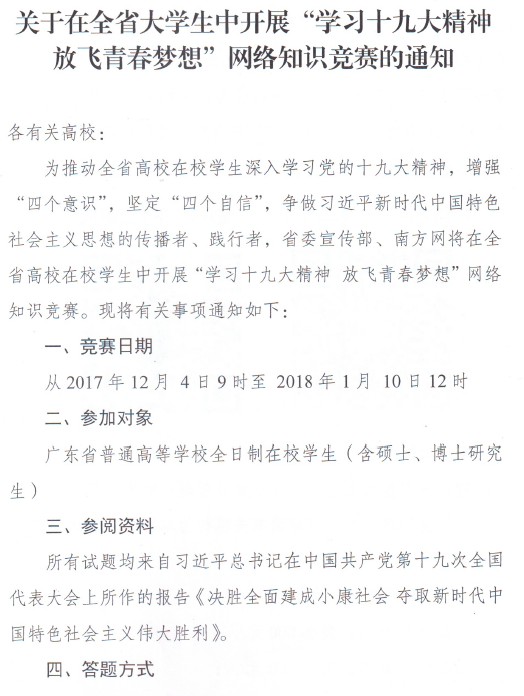 关于在全省大学生中开展“学习十九大精神
放飞青春梦想”网络知识竞赛的通知
各有关高校：
为推动全省高校在校学生深入学习党的十九大精神，增强
“四个意识”，坚定“四个自信”，争做习近平新时代中国特色
社会主义思想的传播者、践行者，省委宣传部、南方网将在全
省高校在校学生中开展“学习十九大精神 放飞青春梦想”网络
知识竞赛。现将有关事项通知如下：
一、竞赛日期
从 2017 年 12 月 4 日 9 时至 2018 年 1 月 10 日 12 时
二、参加对象
广东省普通高等学校全日制在校学生（含硕士、博士研究
生）
三、参阅资料
所有试题均来自习近平总书记在中国共产党第十九次全国
代表大会上所作的报告《决胜全面建成小康社会 夺取新时代中
国特色社会主义伟大胜利》。
四、答题方式